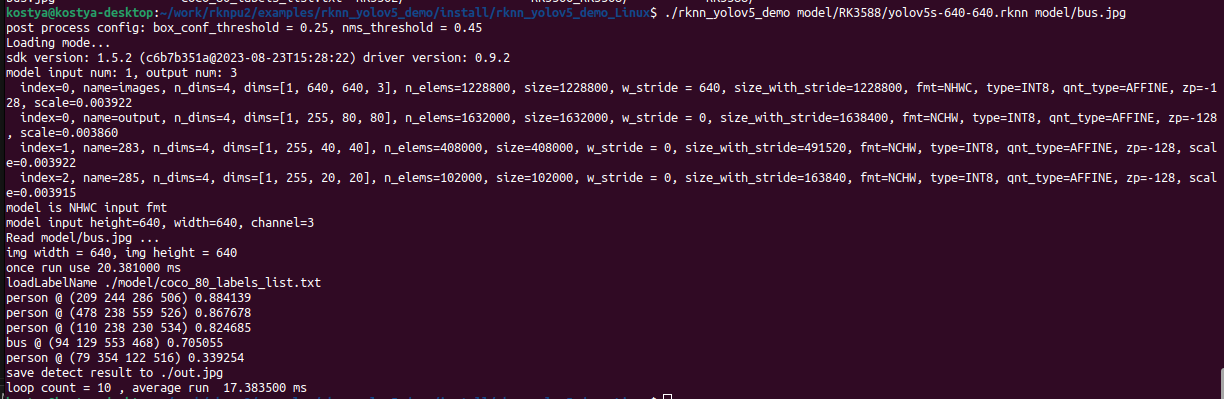 bus.jpg coco_80_labels_list.txt RK3562/ RK3566_RK3568/ RK3588/
kostya@kostya-desktop:~/work/rknpu2/examples/rknn_yolov5_demo/install/rknn_yolov5_demo_Linux$ ./rknn_yolov5_demo model/RK3588/yolov5s-640-640.rknn model/bus.jpg
post process config: box_conf_threshold = 0.25, nms_threshold = 0.45
Loading mode...
sdk version: 1.5.2 (c6b7b351a@2023-08-23T15:28:22) driver version: 0.9.2
model input num: 1, output num: 3
  index=0, name=images, n_dims=4, dims=[1, 640, 640, 3], n_elems=1228800, size=1228800, w_stride = 640, size_with_stride=1228800, fmt=NHWC, type=INT8, qnt_type=AFFINE, zp=-1
28, scale=0.003922
  index=0, name=output, n_dims=4, dims=[1, 255, 80, 80], n_elems=1632000, size=1632000, w_stride = 0, size_with_stride=1638400, fmt=NCHW, type=INT8, qnt_type=AFFINE, zp=-128
, scale=0.003860
  index=1, name=283, n_dims=4, dims=[1, 255, 40, 40], n_elems=408000, size=408000, w_stride = 0, size_with_stride=491520, fmt=NCHW, type=INT8, qnt_type=AFFINE, zp=-128, scal
e=0.003922
  index=2, name=285, n_dims=4, dims=[1, 255, 20, 20], n_elems=102000, size=102000, w_stride = 0, size_with_stride=163840, fmt=NCHW, type=INT8, qnt_type=AFFINE, zp=-128, scal
e=0.003915
model is NHWC input fmt
model input height=640, width=640, channel=3
Read model/bus.jpg ...
img width = 640, img height = 640
once run use 20.381000 ms
loadLabelName ./model/coco_80_labels_list.txt
person @ (209 244 286 506) 0.884139
person @ (478 238 559 526) 0.867678
person @ (110 238 230 534) 0.824685
bus @ (94 129 553 468) 0.705055
person @ (79 354 122 516) 0.339254
save detect result to ./out.jpg
loop count = 10 , average run  17.383500 ms